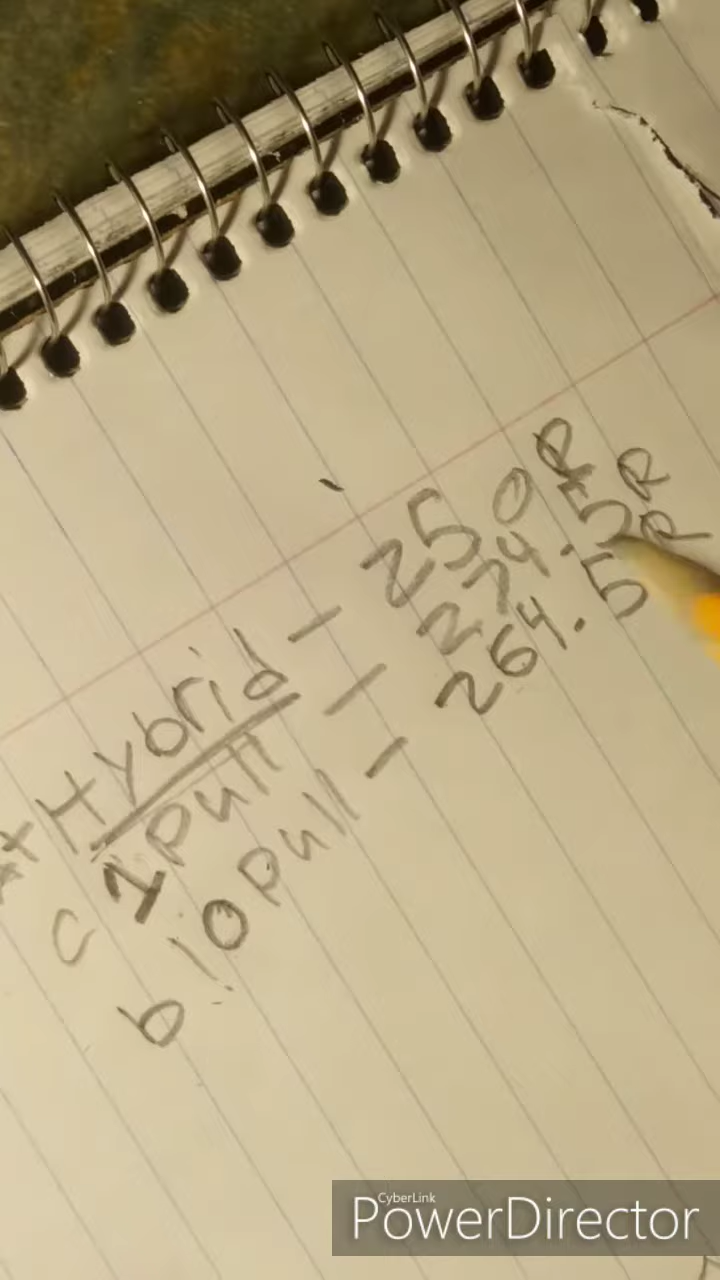 A+ Hybrid - 250R
C 1 pull - 274.5R
b 10 pull - 264.5R
CyberLink
PowerDirector